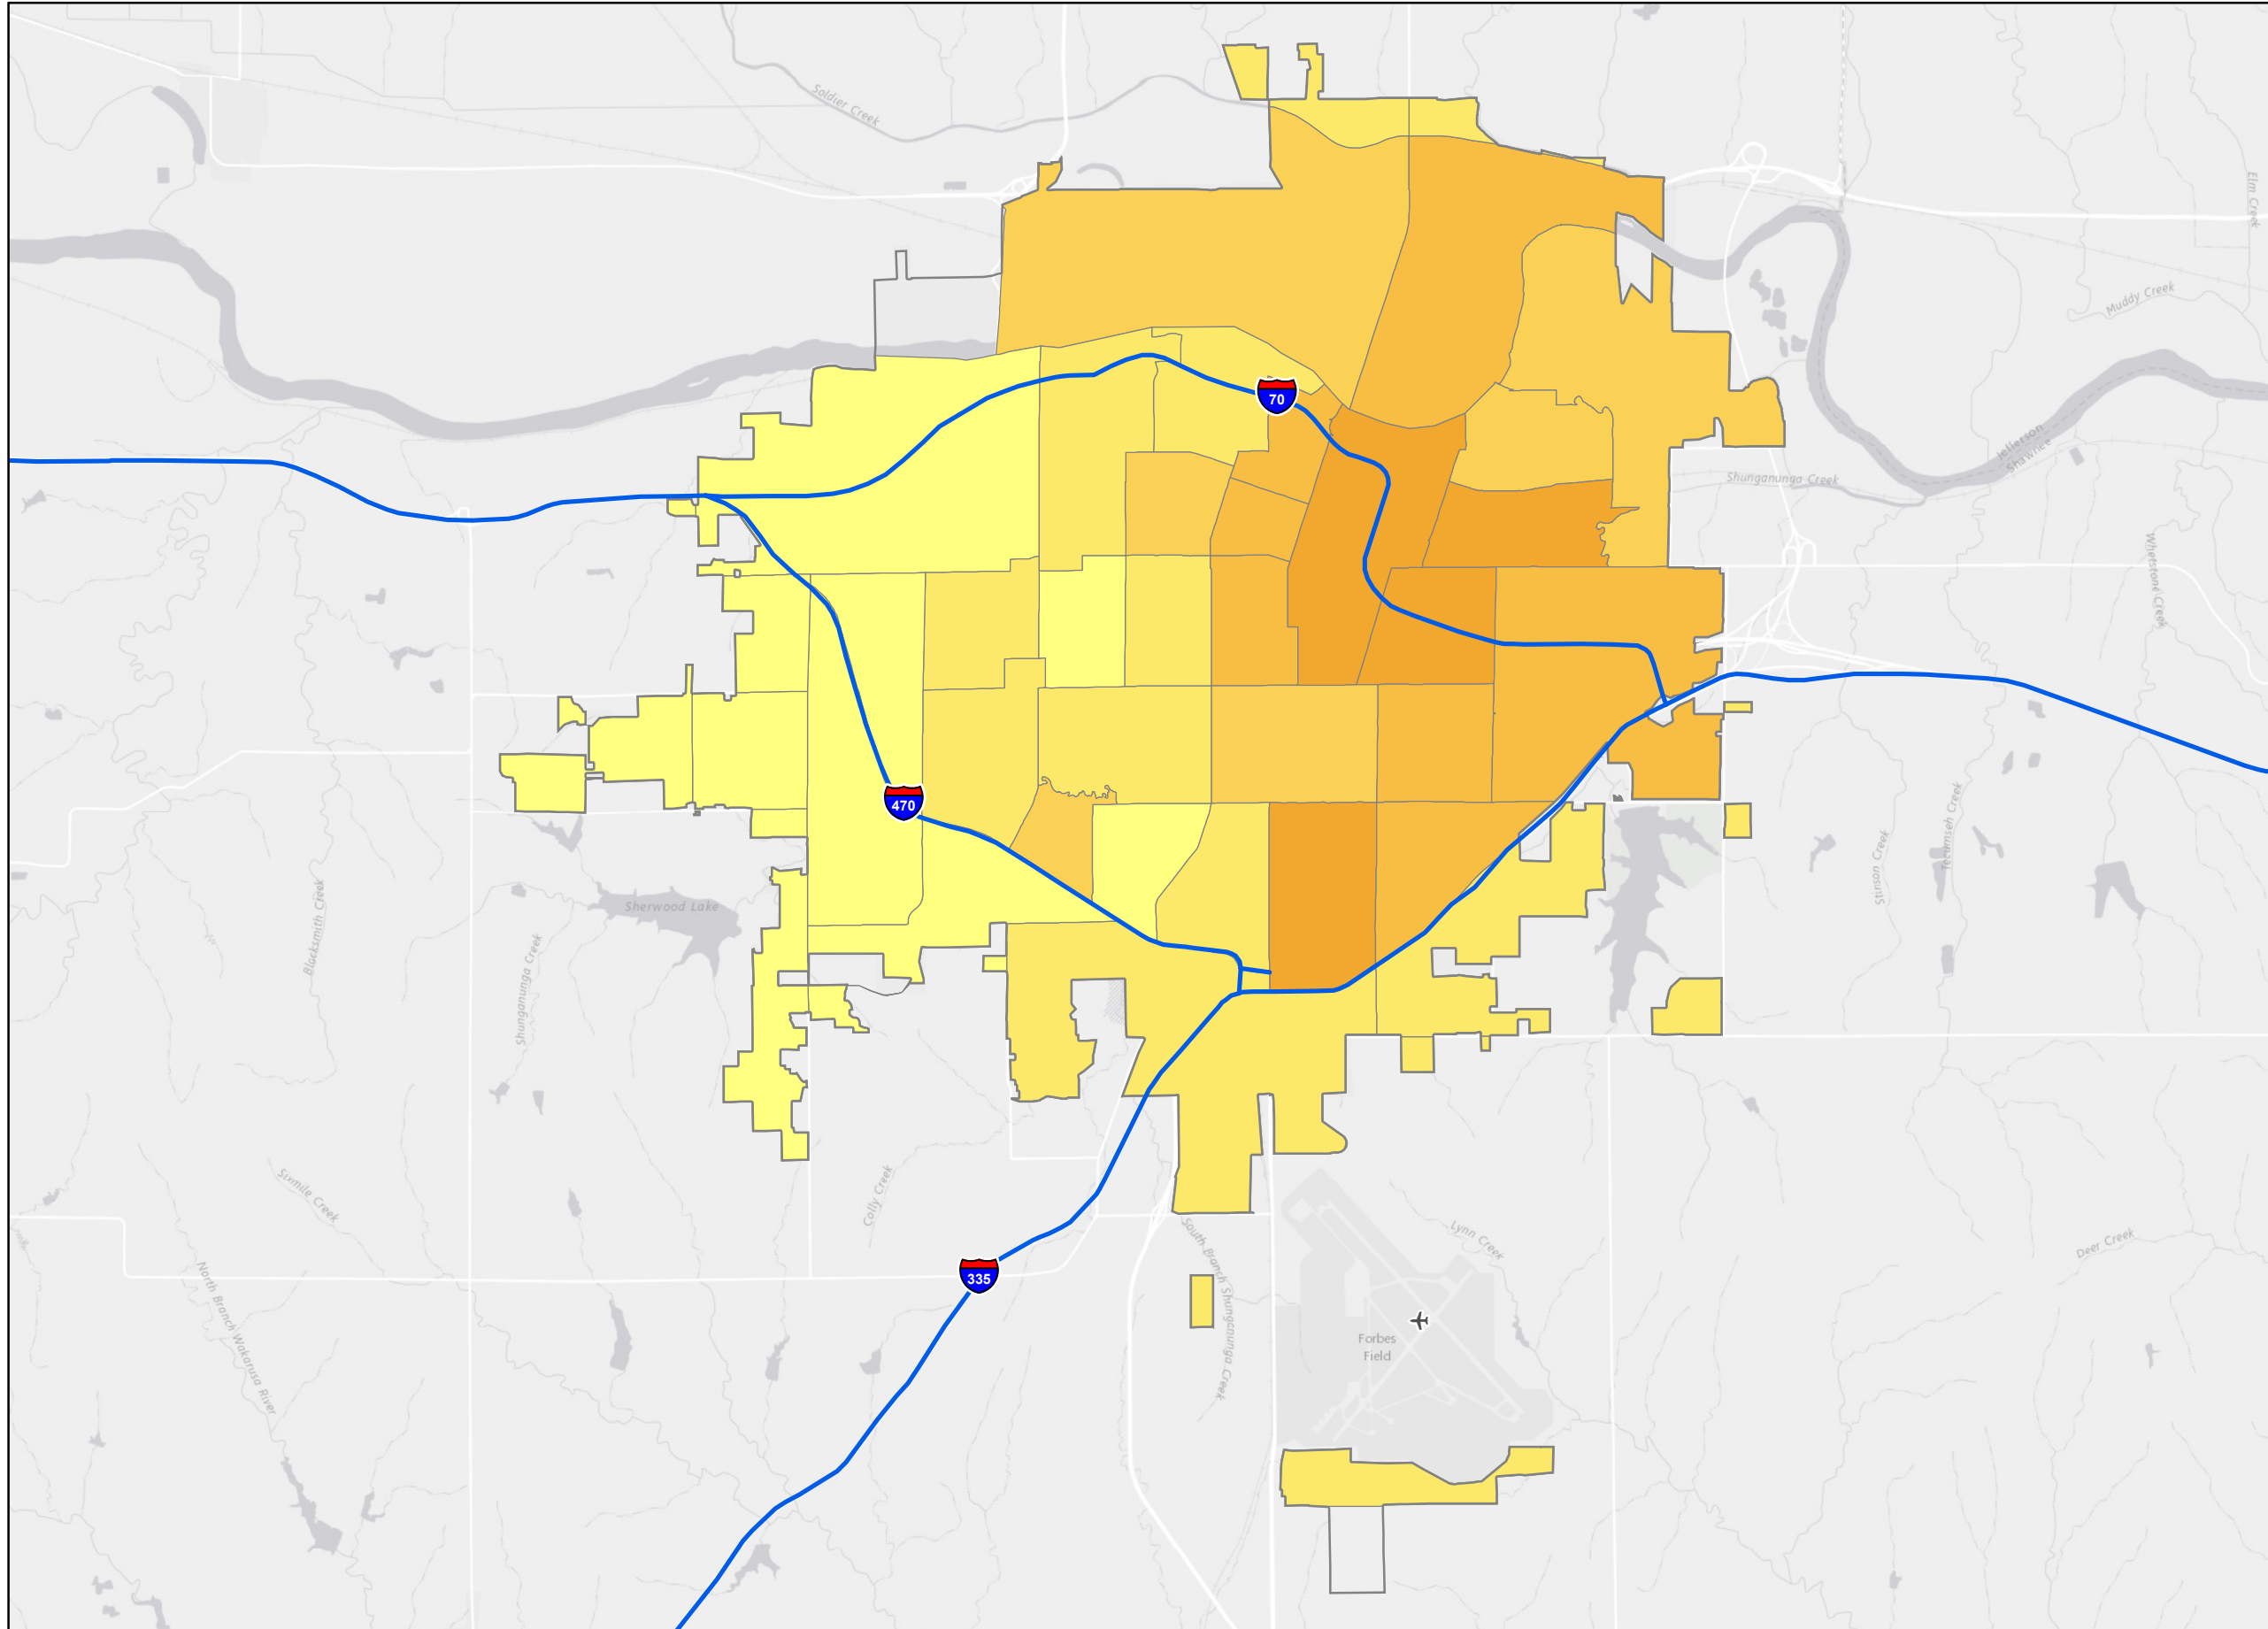 Soldier Creek
Elm Creek
Muddy Creek
70
Jefferson
Shawnee
Shunganunga Creek
Whetstone Creek
470
Stinson Creek
Tecumseh Creek
Sherwood Lake
Blacksmith Creek
Shunganunga Creek
Sixmile Creek
Colly Creek
South Branch Shunganunga Creek
Lynn Creek
Deer Creek
North Branch Wakarusa River
335
Forbes
Field